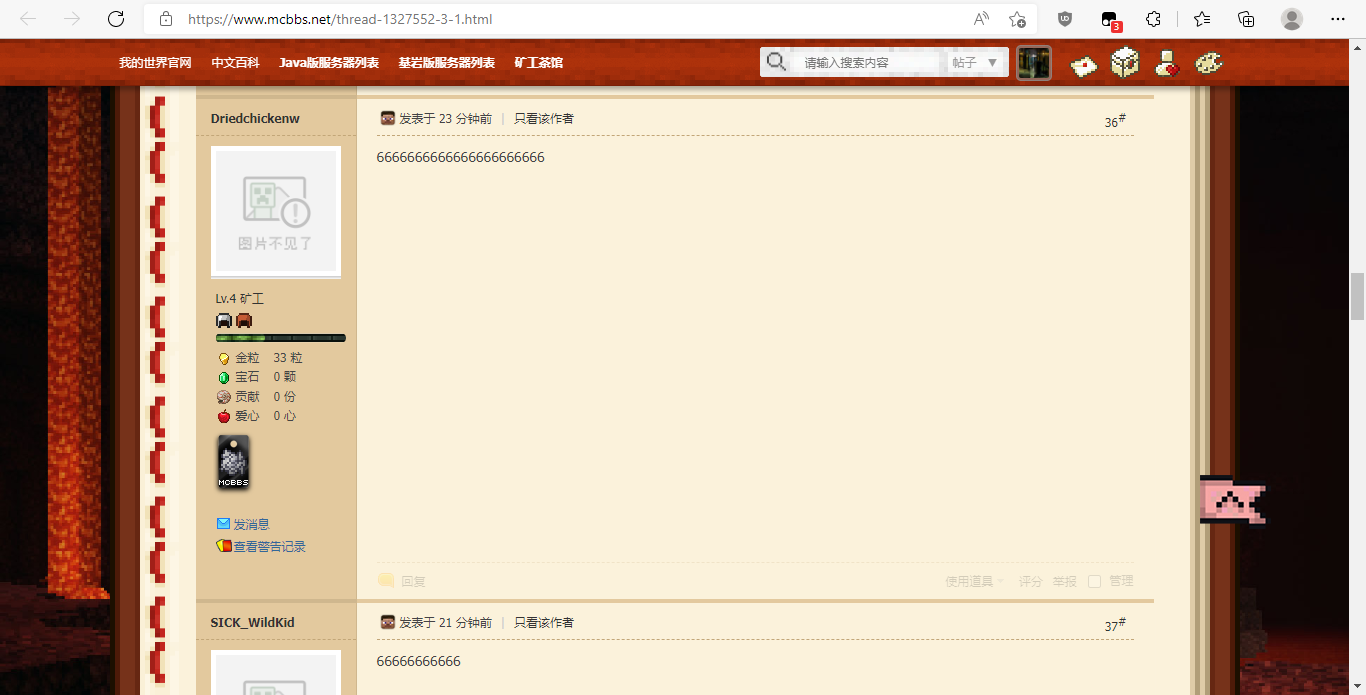 https://www.mcbbs.net/thread-1327552-3-1.html
3
我的世界官网 中文百科 Java版服务器列表 基岩版服务器列表 矿工茶馆 请输入搜索内容 帖子
Driedchickenw
发表于 23 分钟前 | 只看该作者 36#
6666666666666666666666
图片不见了
Lv.4 矿工
金粒 33 粒
宝石 0 颗
贡献 0 份
爱心 0 心
MCBBS
发消息
查看警告记录
回复 使用道具 评分 举报 管理
SICK_WildKid
发表于 21 分钟前 | 只看该作者 37#
66666666666